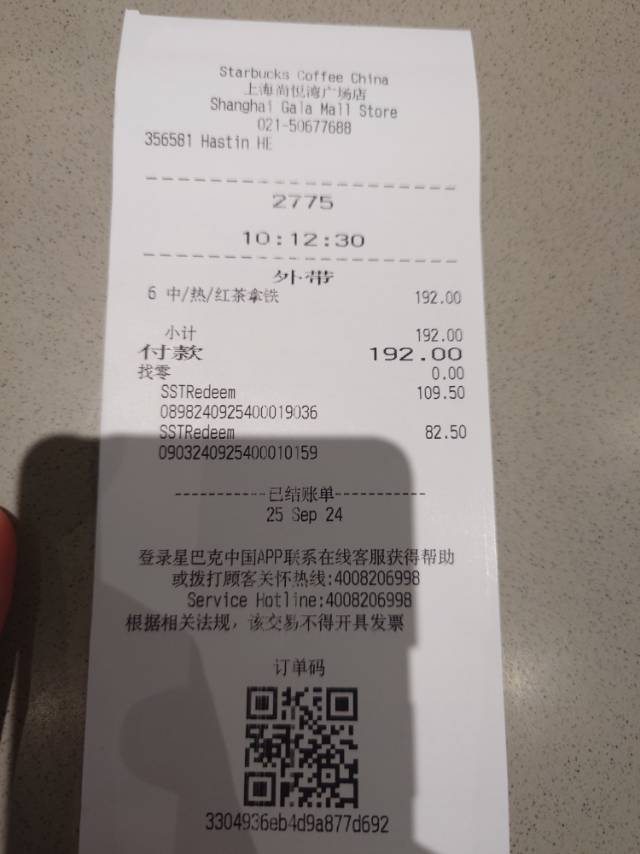 Starbucks Coffee China
上海尚悦湾广场店
Shanghai Gala Mall Store
021-50677688
356581 Hastin HE
2775
10:12:30
外带
6 中/热/红茶拿铁 192.00
小计 192.00
付款 192.00
找零 0.00
SSTRedeem 109.50
0898240925400019036
SSTRedeem 82.50
0903240925400010159
-----------已结账单-----------
25 Sep 24
登录星巴克中国APP联系在线客服获得帮助
或拨打顾客关怀热线:4008206998
Service Hotline:4008206998
根据相关法规，该交易不得开具发票
订单码
3304936eb4d9a877d692